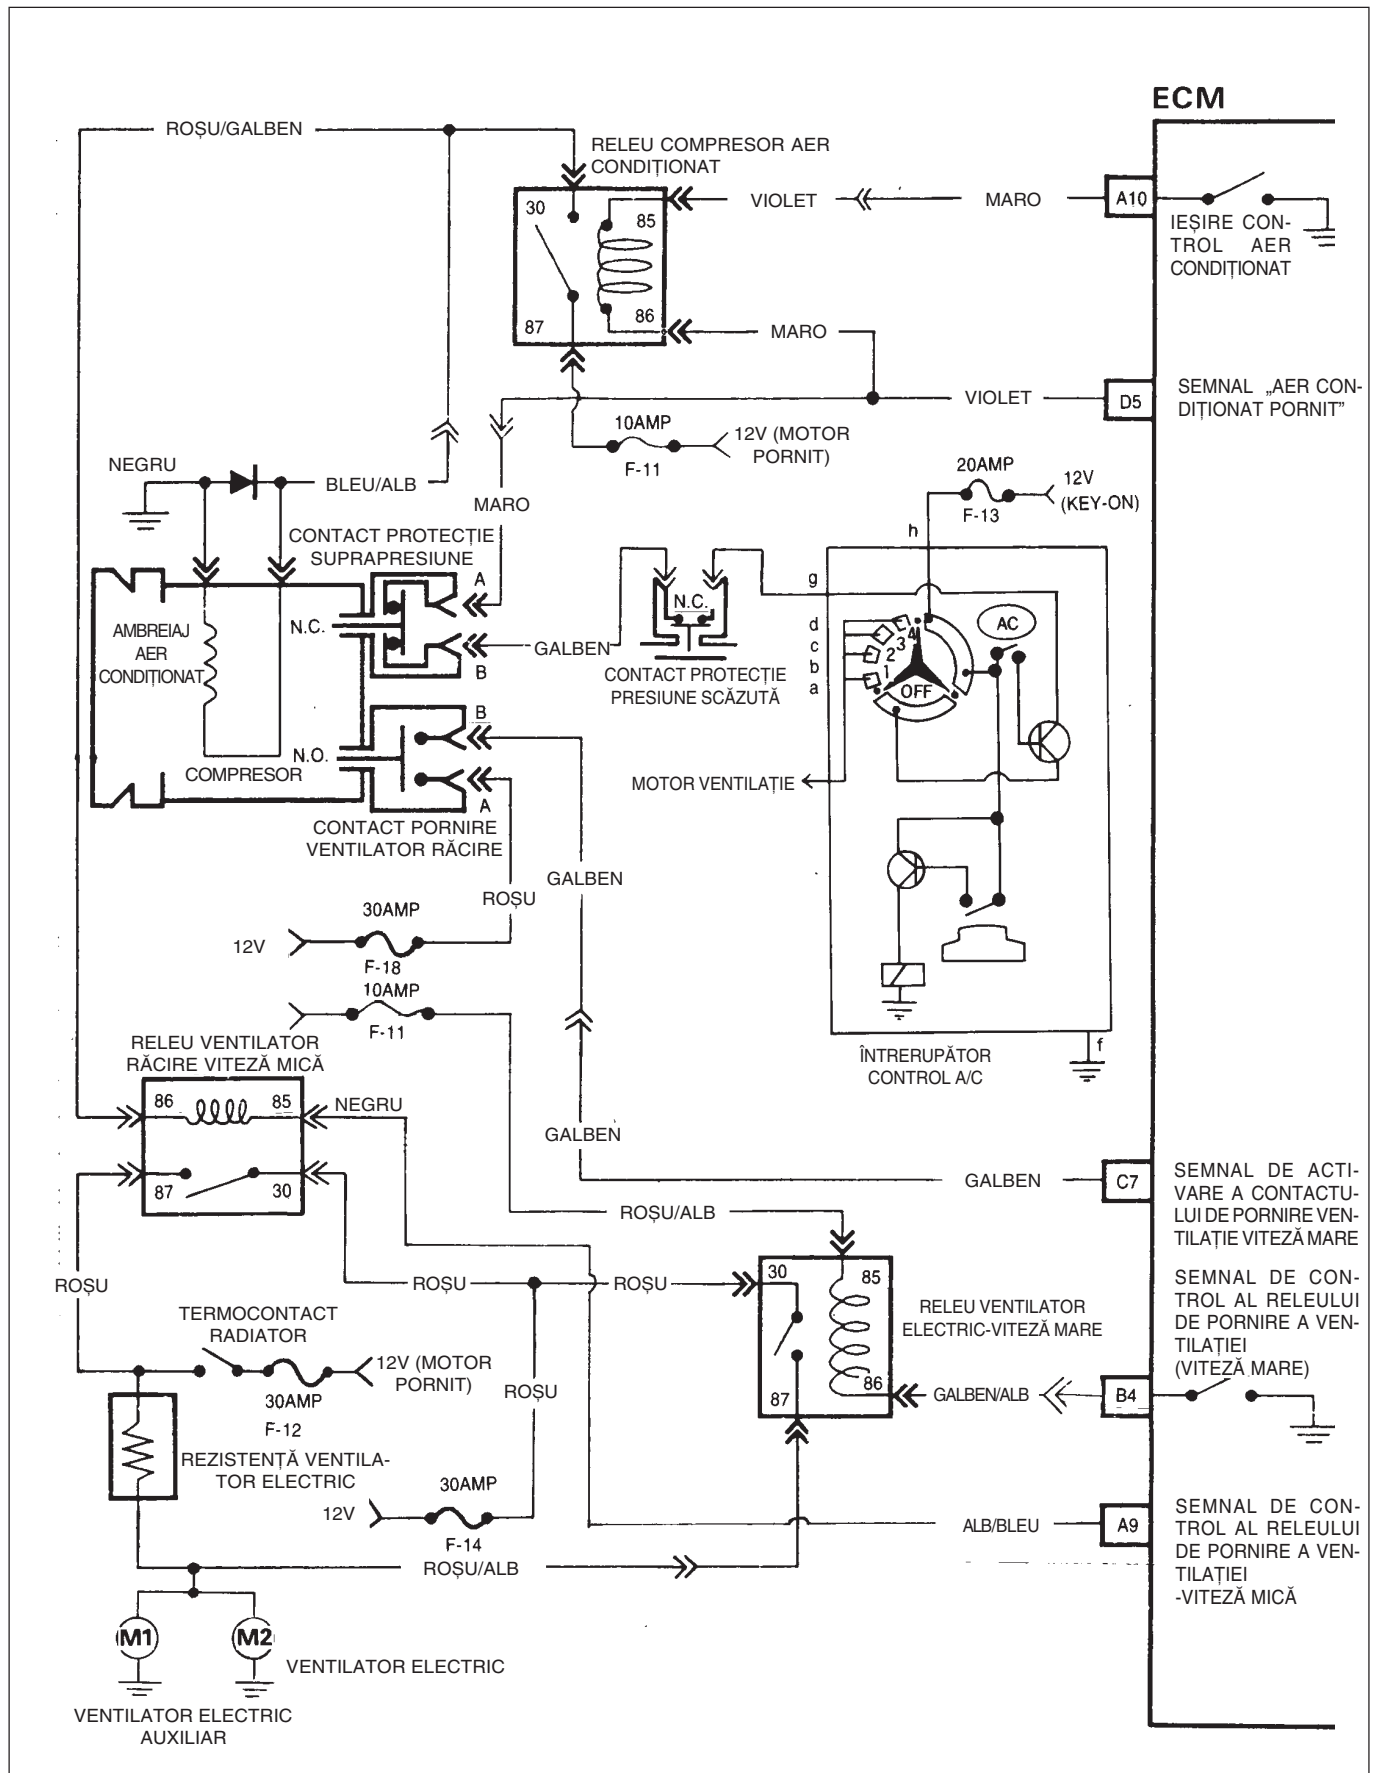 ECM
ROȘU/GALBEN
RELEU COMPRESOR AER
CONDIȚIONAT
30
85
86
87
VIOLET
MARO
A10
IEȘIRE CON-
TROL AER
CONDIȚIONAT
MARO
VIOLET
D5
SEMNAL „AER CON-
DIȚIONAT PORNIT”
10AMP
F-11
12V (MOTOR
PORNIT)
NEGRU
BLEU/ALB
MARO
20AMP
F-13
12V
(KEY-ON)
h
CONTACT PROTECȚIE
SUPRAPRESIUNE
A
N.C.
B
GALBEN
N.C.
CONTACT PROTECȚIE
PRESIUNE SCĂZUTĂ
g
d
c
b
a
4
3
2
1
OFF
AC
AMBREIAJ
AER
CONDIȚIONAT
COMPRESOR
N.O.
B
A
CONTACT PORNIRE
VENTILATOR RĂCIRE
MOTOR VENTILAȚIE
GALBEN
ROȘU
30AMP
12V
F-18
10AMP
F-11
f
ÎNTRERUPĂTOR
CONTROL A/C
RELEU VENTILATOR
RĂCIRE VITEZĂ MICĂ
86
85
87
30
NEGRU
GALBEN
GALBEN
C7
SEMNAL DE ACTI-
VARE A CONTACTU-
LUI DE PORNIRE VEN-
TILAȚIE VITEZĂ MARE
ROȘU/ALB
ROȘU
ROȘU
ROȘU
30
85
86
87
RELEU VENTILATOR
ELECTRIC-VITEZĂ MARE
SEMNAL DE CON-
TROL AL RELEULUI
DE PORNIRE A VEN-
TILAȚIEI
(VITEZĂ MARE)
TERMOCONTACT
RADIATOR
12V (MOTOR
PORNIT)
30AMP
F-12
ROȘU
GALBEN/ALB
B4
REZISTENȚĂ VENTILA-
TOR ELECTRIC
30AMP
12V
F-14
ALB/BLEU
A9
SEMNAL DE CON-
TROL AL RELEULUI
DE PORNIRE A VEN-
TILAȚIEI
-VITEZĂ MICĂ
ROȘU/ALB
M1
M2
VENTILATOR ELECTRIC
VENTILATOR ELECTRIC
AUXILIAR